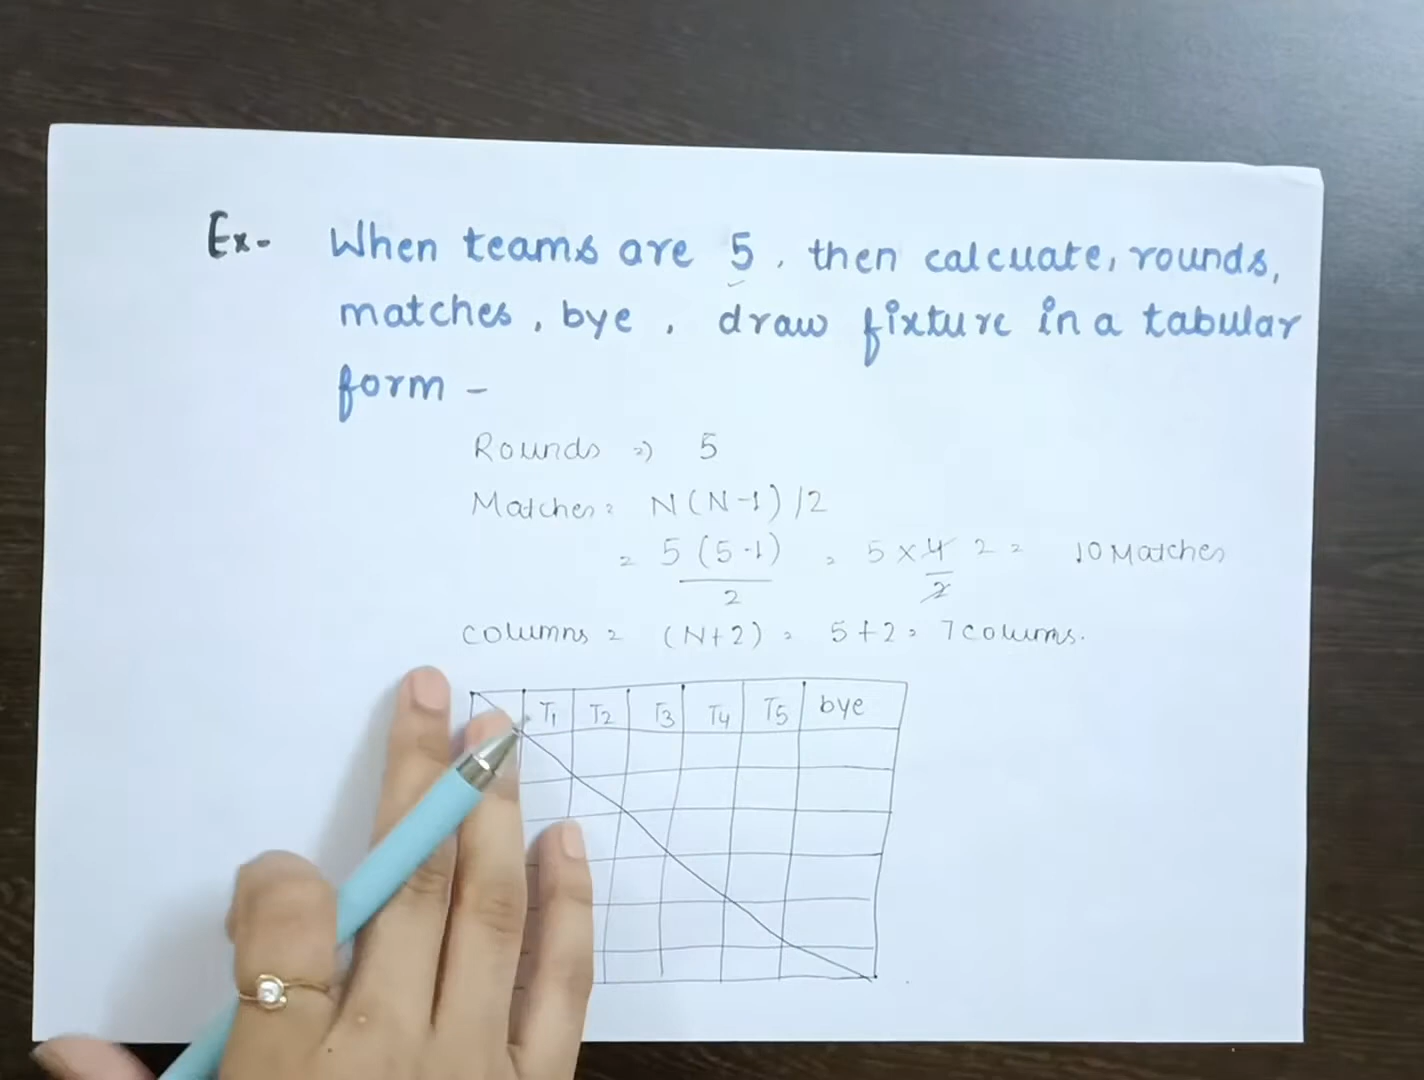 Ex- When teams are 5, then calcuate, rounds,
matches, bye, draw fixture in a tabular
form -
Rounds => 5
Matches = N(N-1)/2
= 5(5-1)/2 = 5 x 4/2 2 = 10 Matches
columns = (N+2) = 5+2 = 7 colums.
T1 T2 T3 T4 T5 bye